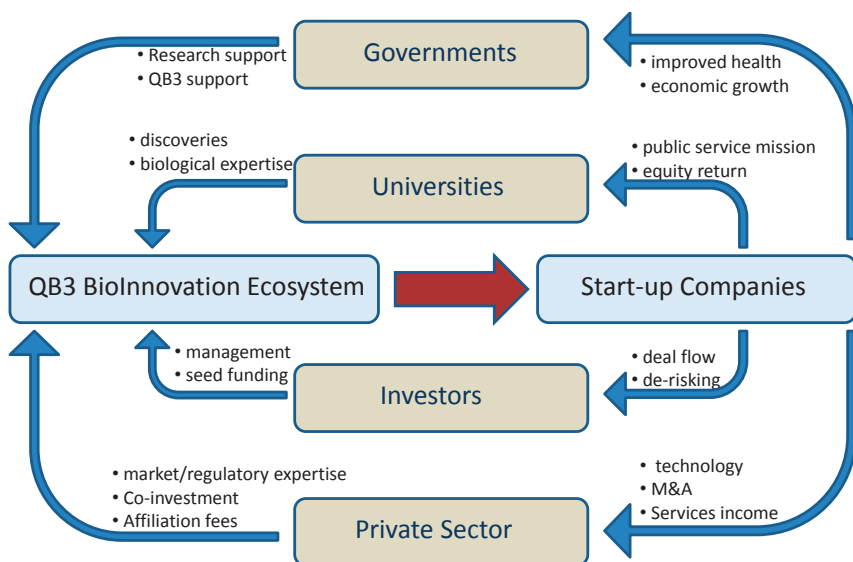 Governments
• Research support
• QB3 support
• improved health
• economic growth
• discoveries
• biological expertise
Universities
• public service mission
• equity return
QB3 BioInnovation Ecosystem
Start-up Companies
• management
• seed funding
Investors
• deal flow
• de-risking
• market/regulatory expertise
• Co-investment
• Affiliation fees
Private Sector
• technology
• M&A
• Services income